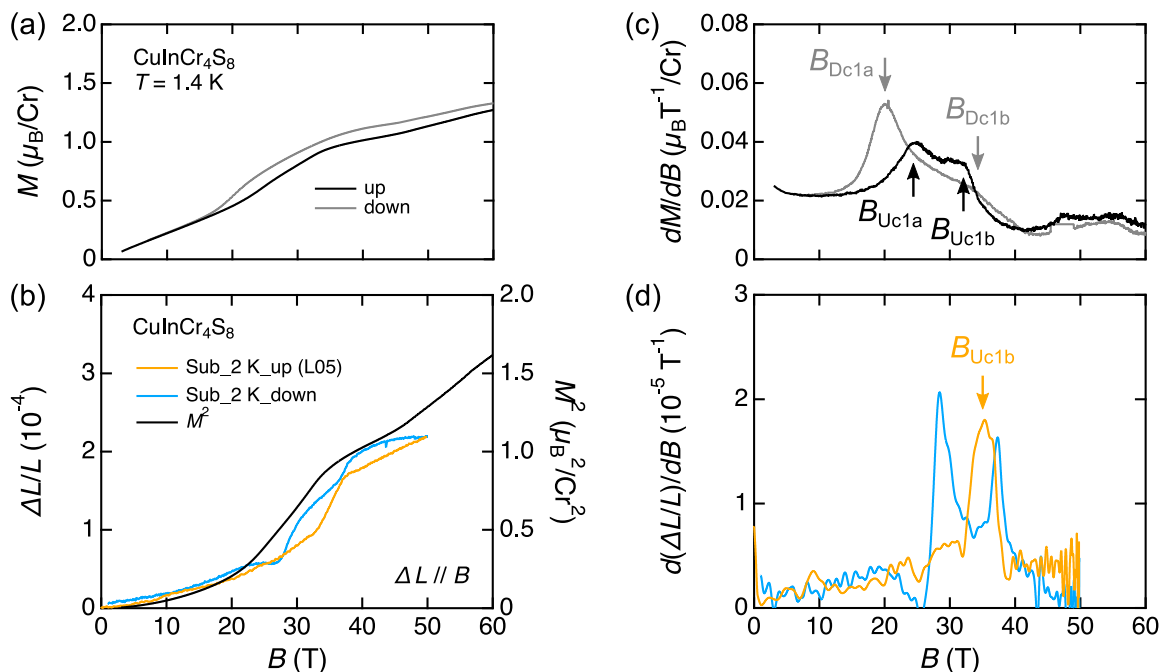 (a)
2.0
1.5
1.0
0.5
0
M (μB/Cr)
CuInCr4S8
T = 1.4 K
up
down
(b)
4
3
2
1
0
ΔL/L (10-4)
CuInCr4S8
Sub_2 K_up (L05)
Sub_2 K_down
M2
ΔL // B
2.0
1.5
1.0
0.5
0
M2 (μB2/Cr2)
0 10 20 30 40 50 60
B (T)
(c)
0.08
0.06
0.04
0.02
0
dM/dB (μBT-1/Cr)
BDc1a
BDc1b
BUc1a
BUc1b
(d)
3
2
1
0
d(ΔL/L)/dB (10-5 T-1)
BUc1b
0 10 20 30 40 50 60
B (T)